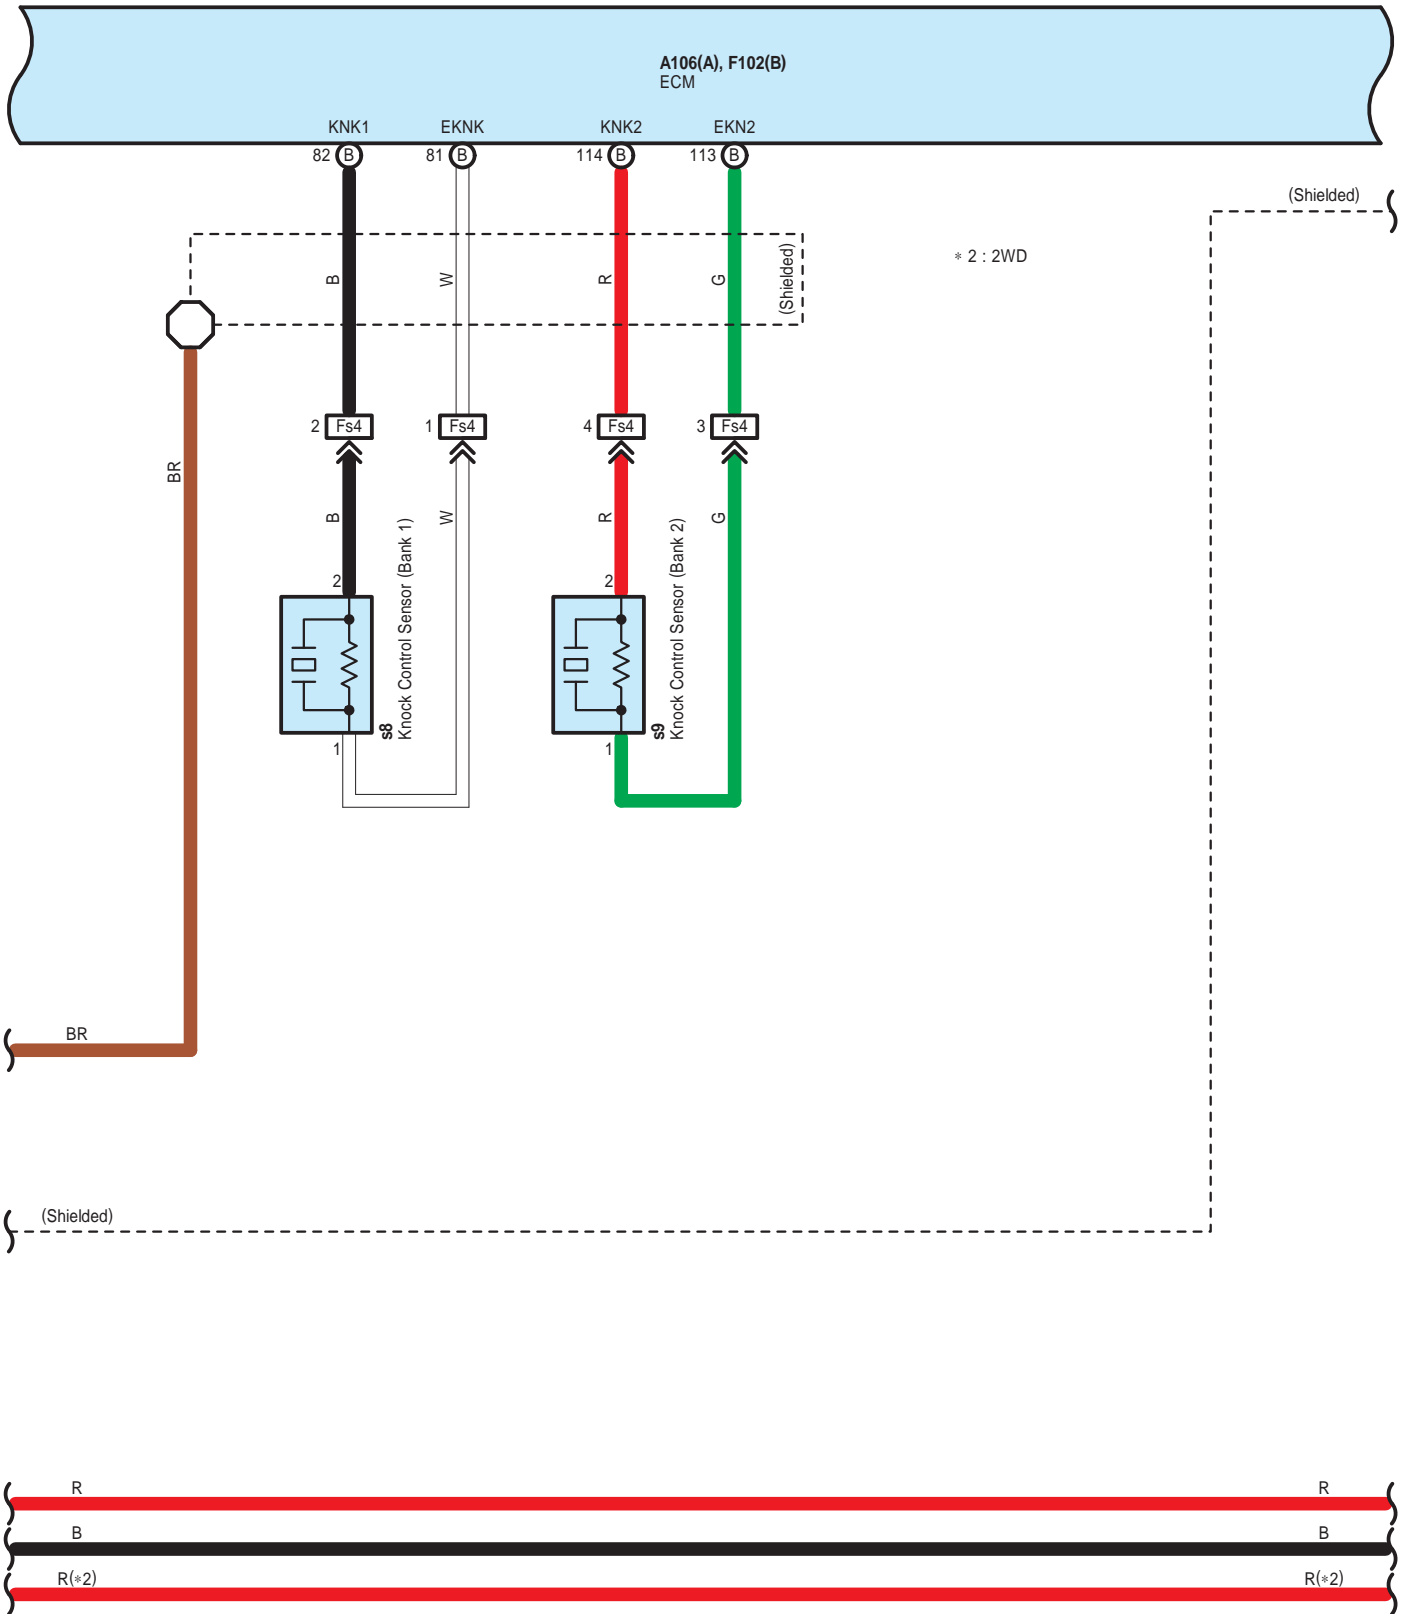 A106(A), F102(B)
ECM
KNK1 EKNK KNK2 EKN2
82 B 81 B 114 B 113 B
(Shielded)
∗ 2 : 2WD
(Shielded)
B W R G
2 Fs4 1 Fs4 4 Fs4 3 Fs4
BR
B W R G
2 2
s8
Knock Control Sensor (Bank 1)
s9
Knock Control Sensor (Bank 2)
1 1
BR
(Shielded)
R R
B B
R(∗2) R(∗2)